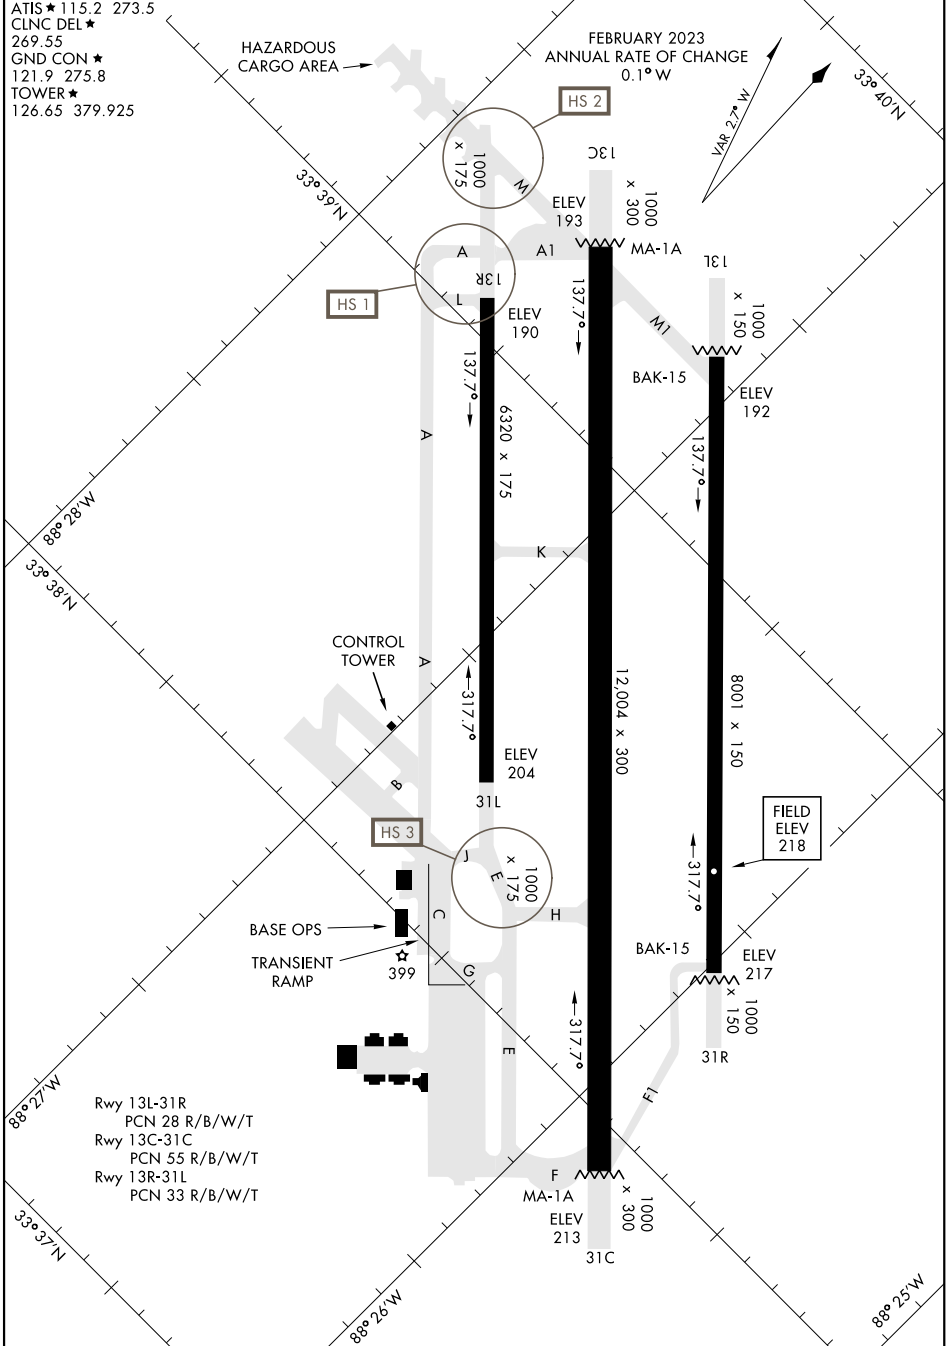 ATIS ★ 115.2 273.5
CLNC DEL ★
269.55
GND CON ★
121.9 275.8
TOWER ★
126.65 379.925
HAZARDOUS
CARGO AREA
FEBRUARY 2023
ANNUAL RATE OF CHANGE
0.1° W
VAR 2.7° W
33° 40'N
HS 2
1000
x 175
M
13C
1000
x 300
ELEV
193
33° 39'N
A
A1
MA-1A
13L
HS 1
13R
L
ELEV
190
137.7°
M1
1000
x 150
BAK-15
ELEV
192
137.7°
6320 x 175
A
137.7°
88° 28'W
33° 38'N
K
CONTROL
TOWER
A
317.7°
12,004 x 300
8001 x 150
ELEV
204
B
31L
HS 3
FIELD
ELEV
218
J
E
1000
x 175
317.7°
C
H
BASE OPS
TRANSIENT
RAMP
399
G
BAK-15
ELEV
217
1000
x 150
317.7°
E
31R
F1
88° 27'W
Rwy 13L-31R
PCN 28 R/B/W/T
Rwy 13C-31C
PCN 55 R/B/W/T
Rwy 13R-31L
PCN 33 R/B/W/T
F
MA-1A
ELEV
213
1000
x 300
31C
33° 37'N
88° 26'W
88° 25'W